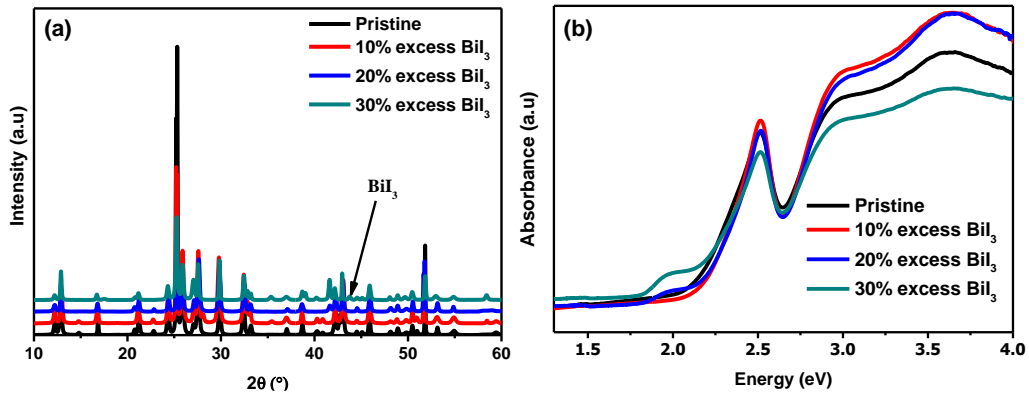 (a)
Pristine
10% excess BiI₃
20% excess BiI₃
30% excess BiI₃
BiI₃
Intensity (a.u)
10 20 30 40 50 60
2θ (°)
(b)
Absorbance (a.u)
Pristine
10% excess BiI₃
20% excess BiI₃
30% excess BiI₃
1.5 2.0 2.5 3.0 3.5 4.0
Energy (eV)